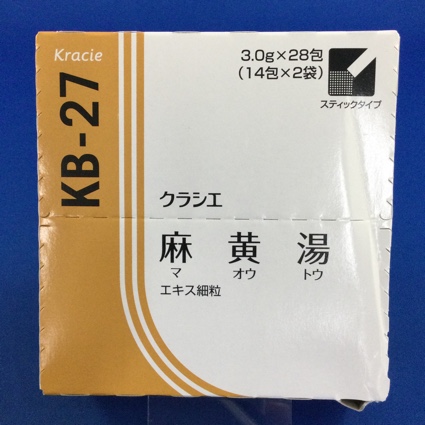 Kracie
KB-27
3.0g×28包
(14包×2袋)
スティックタイプ
クラシエ
麻黄湯
マ オウ トウ
エキス細粒